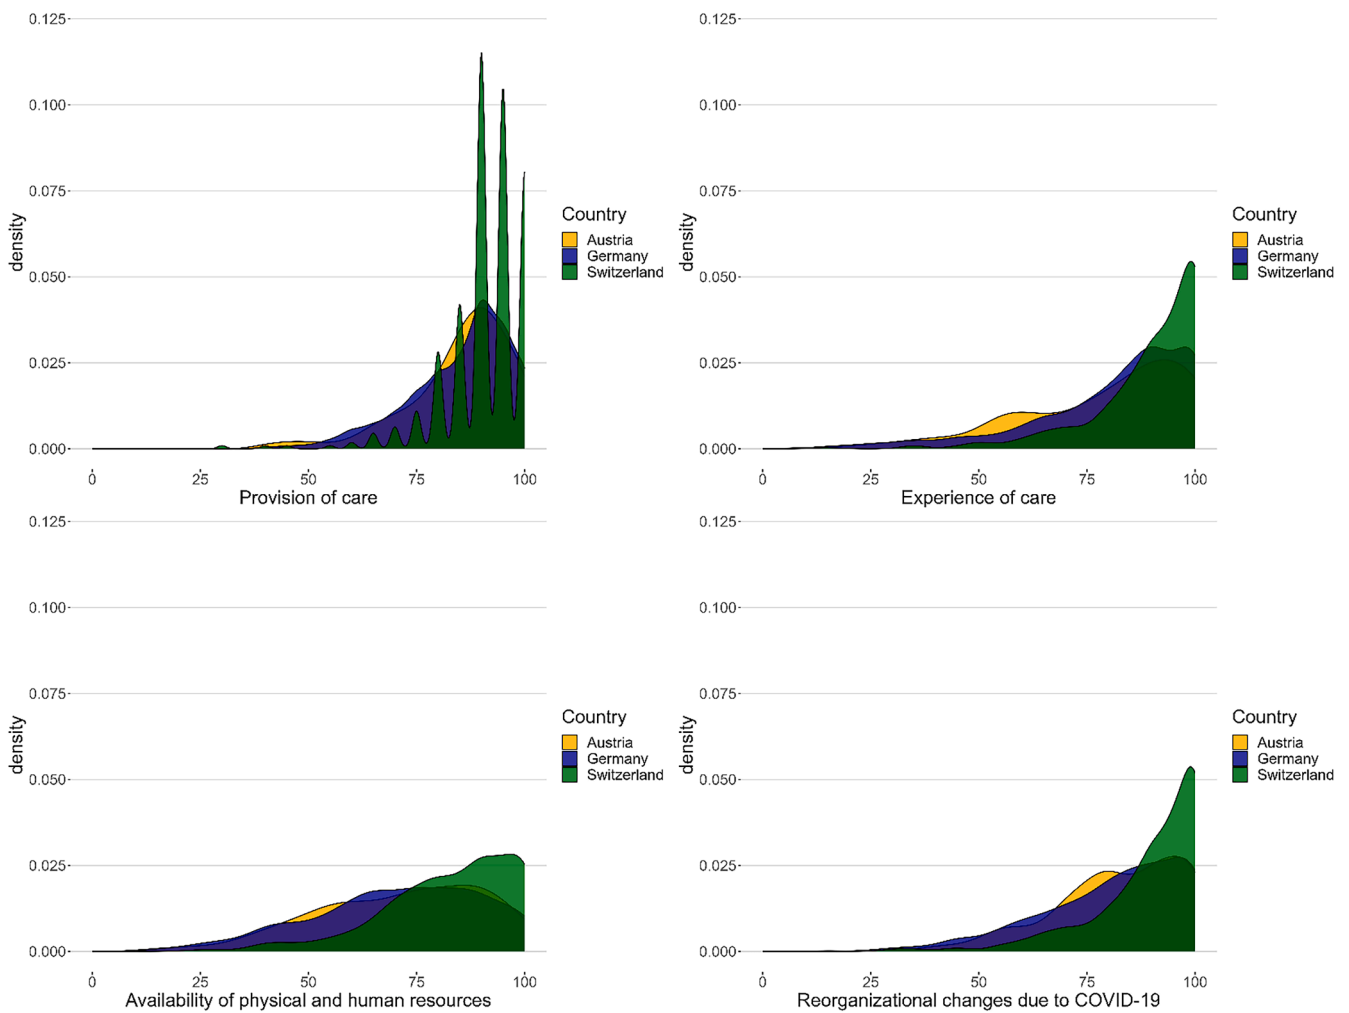 0.125
0.100
0.075
0.050
0.025
0.000
density
0 25 50 75 100
Provision of care
Country
Austria
Germany
Switzerland
0.125
0.100
0.075
0.050
0.025
0.000
density
0 25 50 75 100
Experience of care
Country
Austria
Germany
Switzerland
0.125
0.100
0.075
0.050
0.025
0.000
density
0 25 50 75 100
Availability of physical and human resources
Country
Austria
Germany
Switzerland
0.125
0.100
0.075
0.050
0.025
0.000
density
0 25 50 75 100
Reorganizational changes due to COVID-19
Country
Austria
Germany
Switzerland